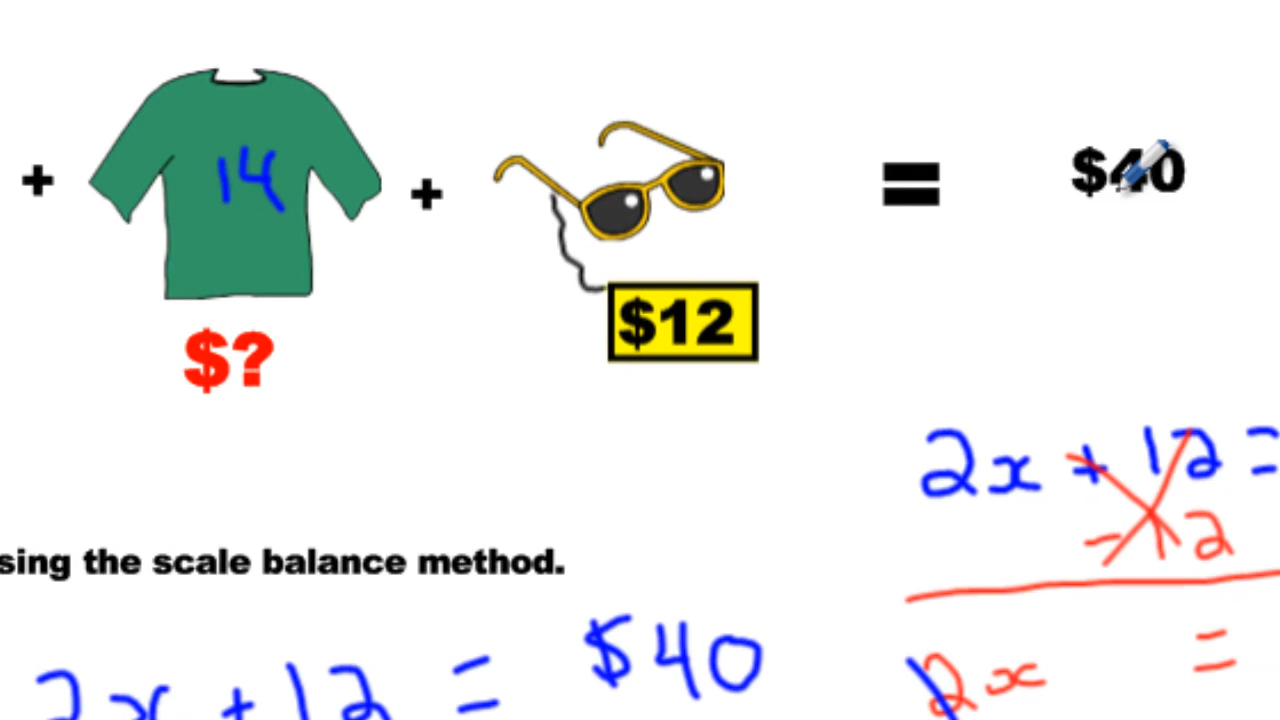 + 14 + = $40
$?
$12
2x + 12 =
- 12
sing the scale balance method.
2x + 12 = $40
2x =